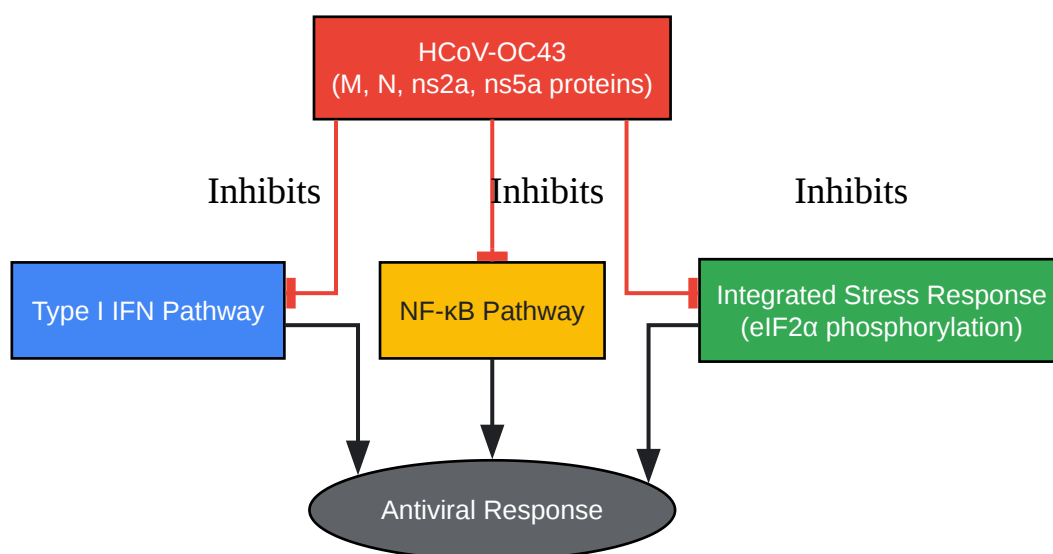 HCoV-OC43
(M, N, ns2a, ns5a proteins)
Inhibits
Inhibits
Inhibits
Type I IFN Pathway
NF-κB Pathway
Integrated Stress Response
(eIF2α phosphorylation)
Antiviral Response